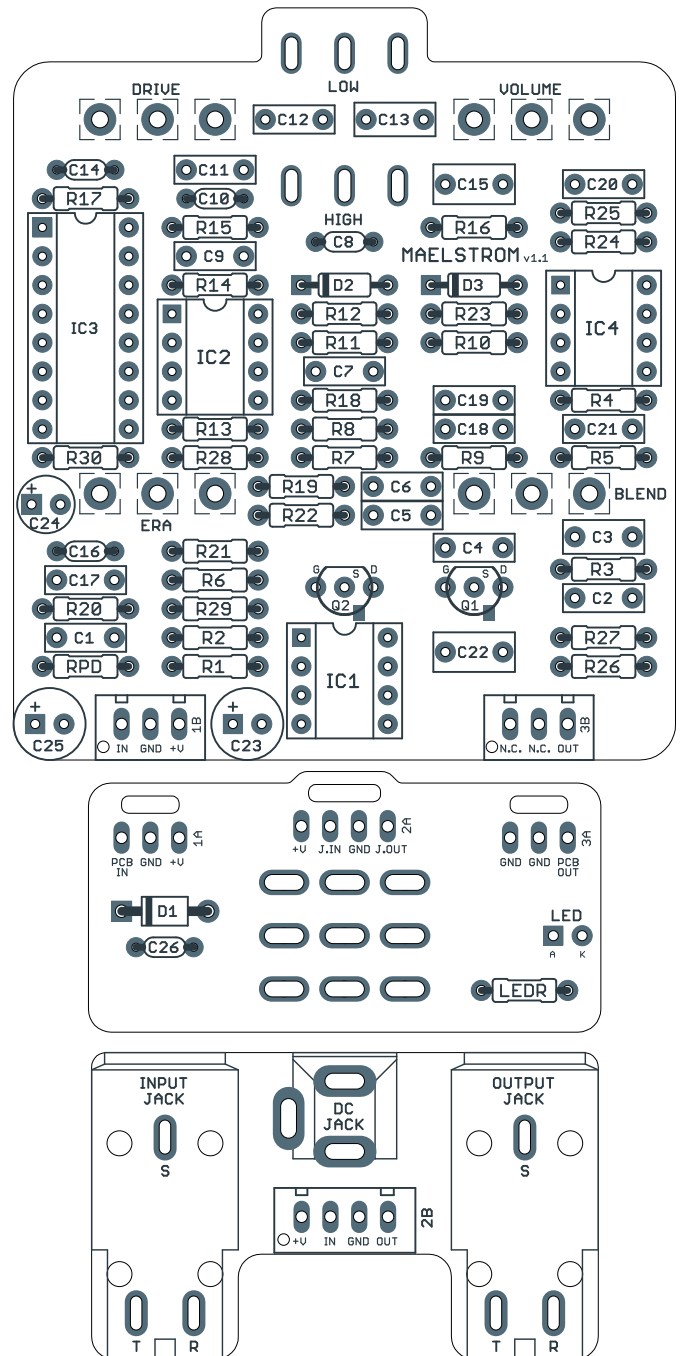 LOW
DRIVE
VOLUME
C12
C13
C14
C11
C15
C20
R17
C10
R25
HIGH
R15
R16
R24
C8
C9
MAELSTROM v1.1
R14
D2
D3
R12
R23
IC3
IC2
R11
R10
IC4
C7
R18
C19
R4
R13
R8
C18
C21
R30
R28
R7
R9
R5
R19
C6
BLEND
+
C24
ERA
R22
C5
C16
R21
C4
C3
C17
R6
G
S
D
Q2
G
S
D
Q1
R3
R20
R29
C2
C1
R2
R27
RPD
R1
IC1
C22
R26
+
C25
IN GND +V
1B
+
C23
N.C. N.C. OUT
3B
PCB IN
GND
+V
1A
+V J.IN GND J.OUT
2A
GND GND
PCB OUT
3A
D1
LED
A K
C26
LEDR
INPUT
JACK
DC
JACK
OUTPUT
JACK
S
S
+V IN GND OUT
2B
T R
T R